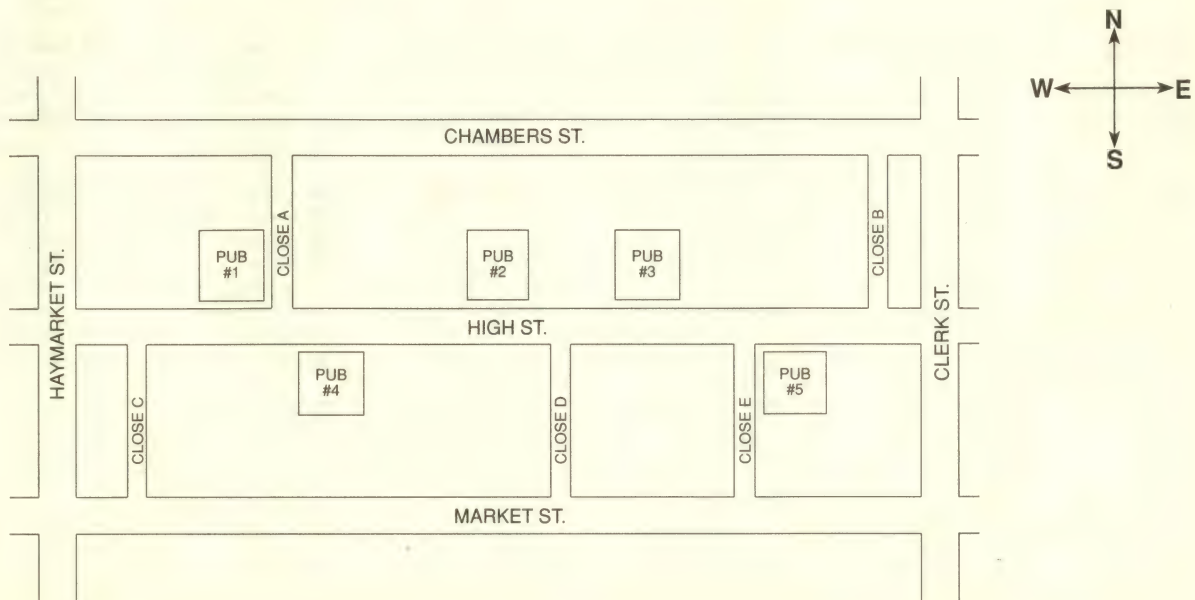 N
W E
S
CHAMBERS ST.
HAYMARKET ST.
PUB
#1
CLOSE A
PUB
#2
PUB
#3
CLOSE B
HIGH ST.
CLERK ST.
CLOSE C
PUB
#4
CLOSE D
CLOSE E
PUB
#5
MARKET ST.